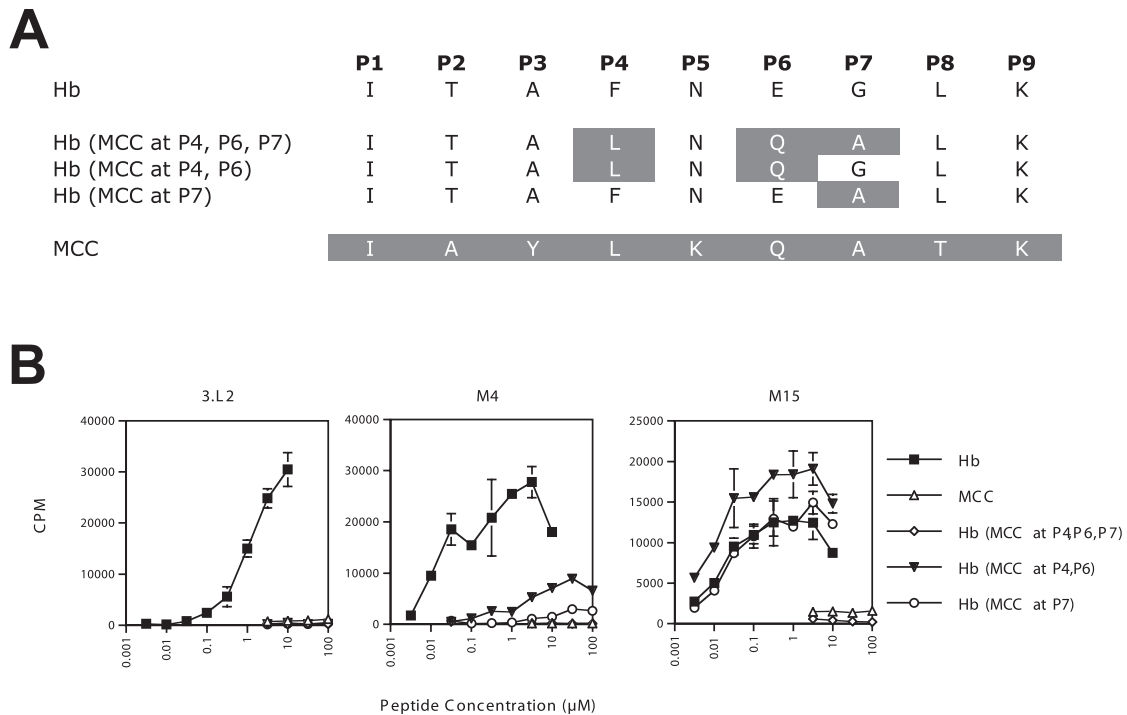 A
P1 P2 P3 P4 P5 P6 P7 P8 P9
Hb I T A F N E G L K
Hb (MCC at P4, P6, P7) I T A L N Q A L K
Hb (MCC at P4, P6) I T A L N Q G L K
Hb (MCC at P7) I T A F N E A L K
MCC I A Y L K Q A T K
B
3.L2
40000
30000
20000
10000
0
0.001 0.01 0.1 1 10 100
M4
40000
30000
20000
10000
0
0.001 0.01 0.1 1 10 100
M15
25000
20000
15000
10000
5000
0
0.001 0.01 0.1 1 10 100
CPM
Peptide Concentration (µM)
Hb
MCC
Hb (MCC at P4,P6,P7)
Hb (MCC at P4,P6)
Hb (MCC at P7)